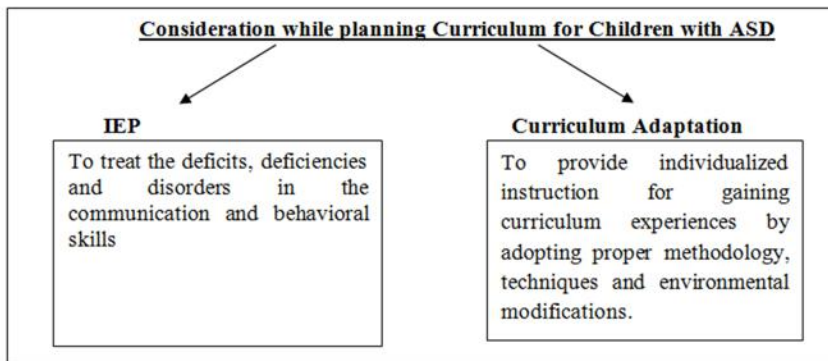 Consideration while planning Curriculum for Children with ASD
IEP
To treat the deficits, deficiencies
and disorders in the
communication and behavioral
skills
Curriculum Adaptation
To provide individualized
instruction for gaining
curriculum experiences by
adopting proper methodology,
techniques and environmental
modifications.